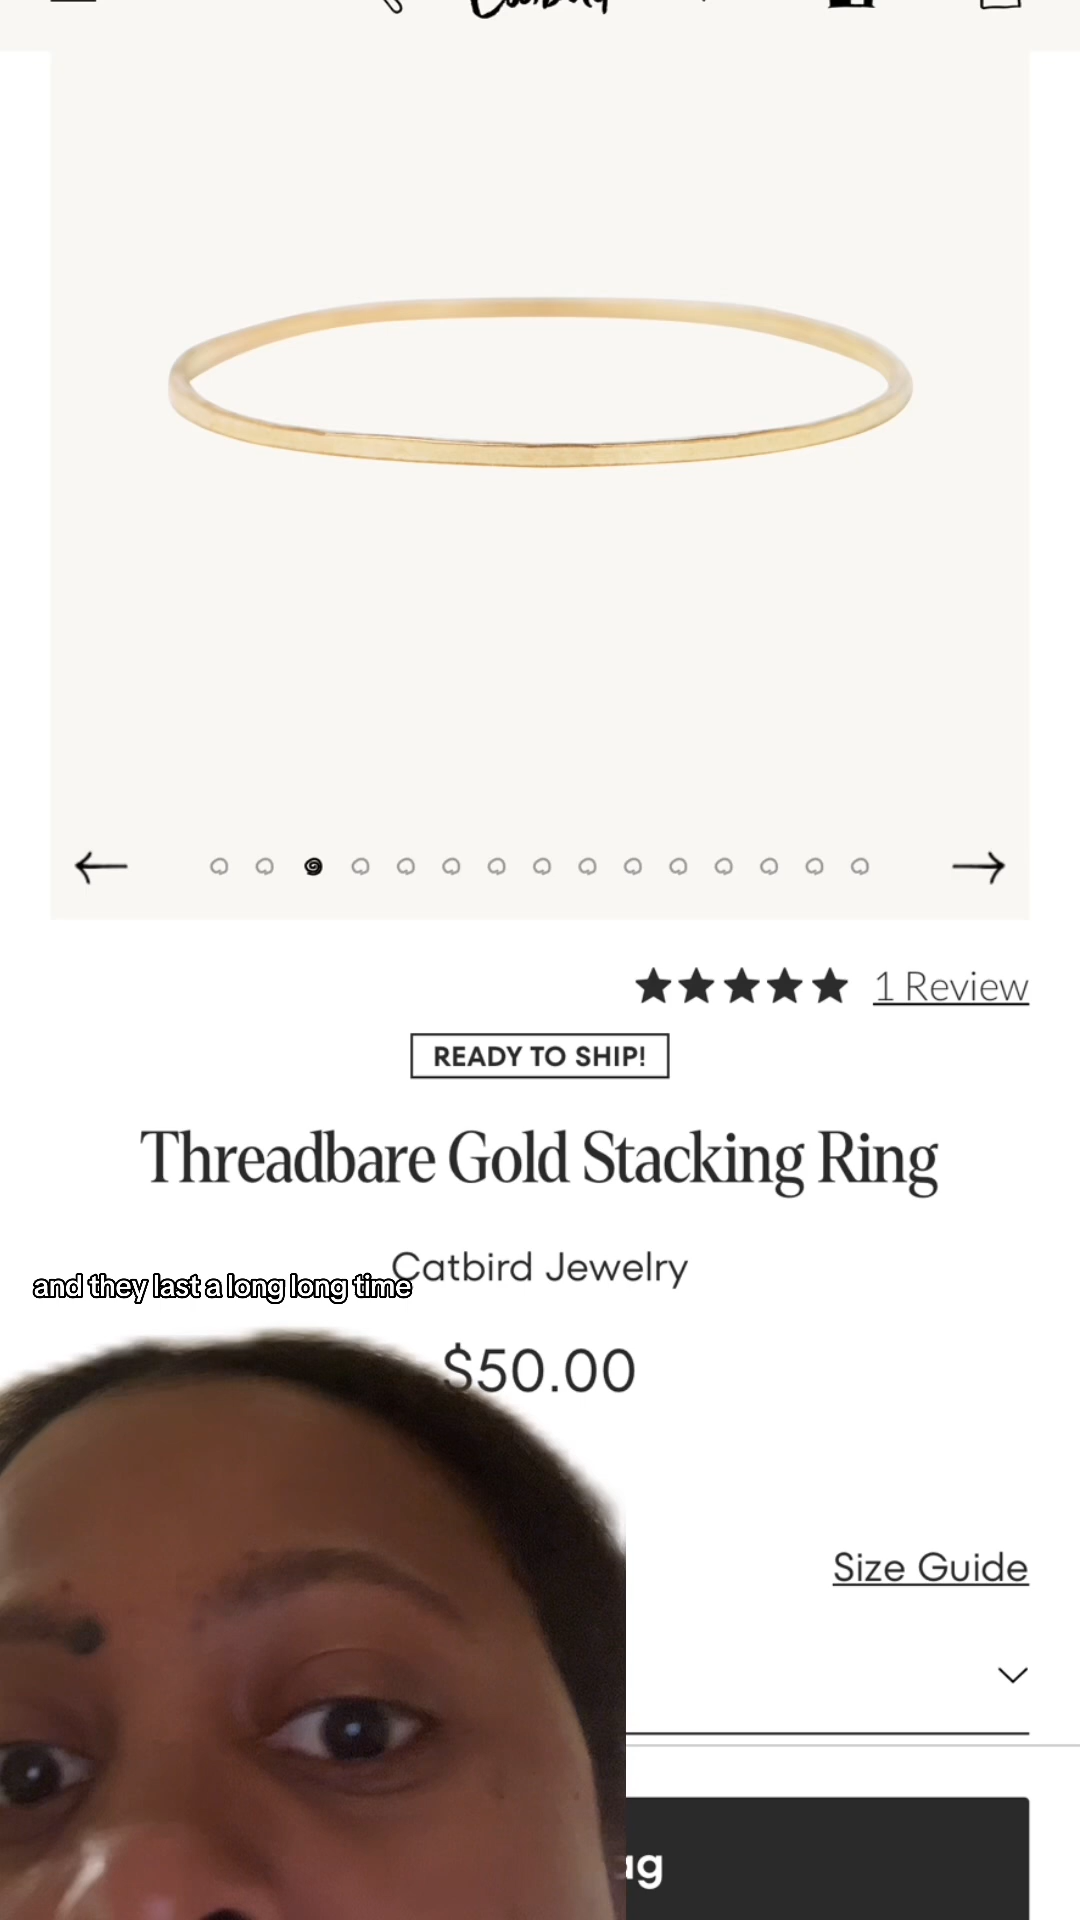 1 Review
READY TO SHIP!
Threadbare Gold Stacking Ring
Catbird Jewelry
and they last a long long time
$50.00
Size Guide